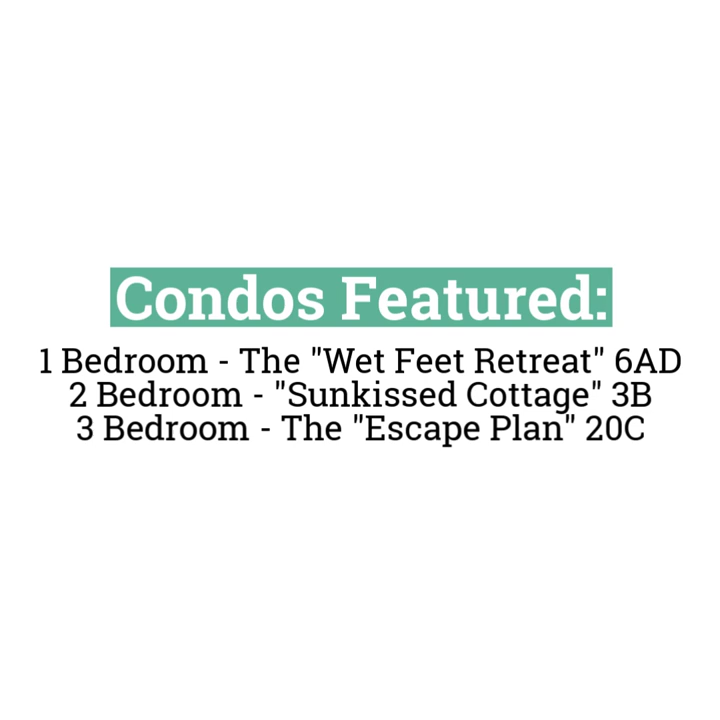 Condos Featured:
1 Bedroom - The "Wet Feet Retreat" 6AD
2 Bedroom - "Sunkissed Cottage" 3B
3 Bedroom - The "Escape Plan" 20C